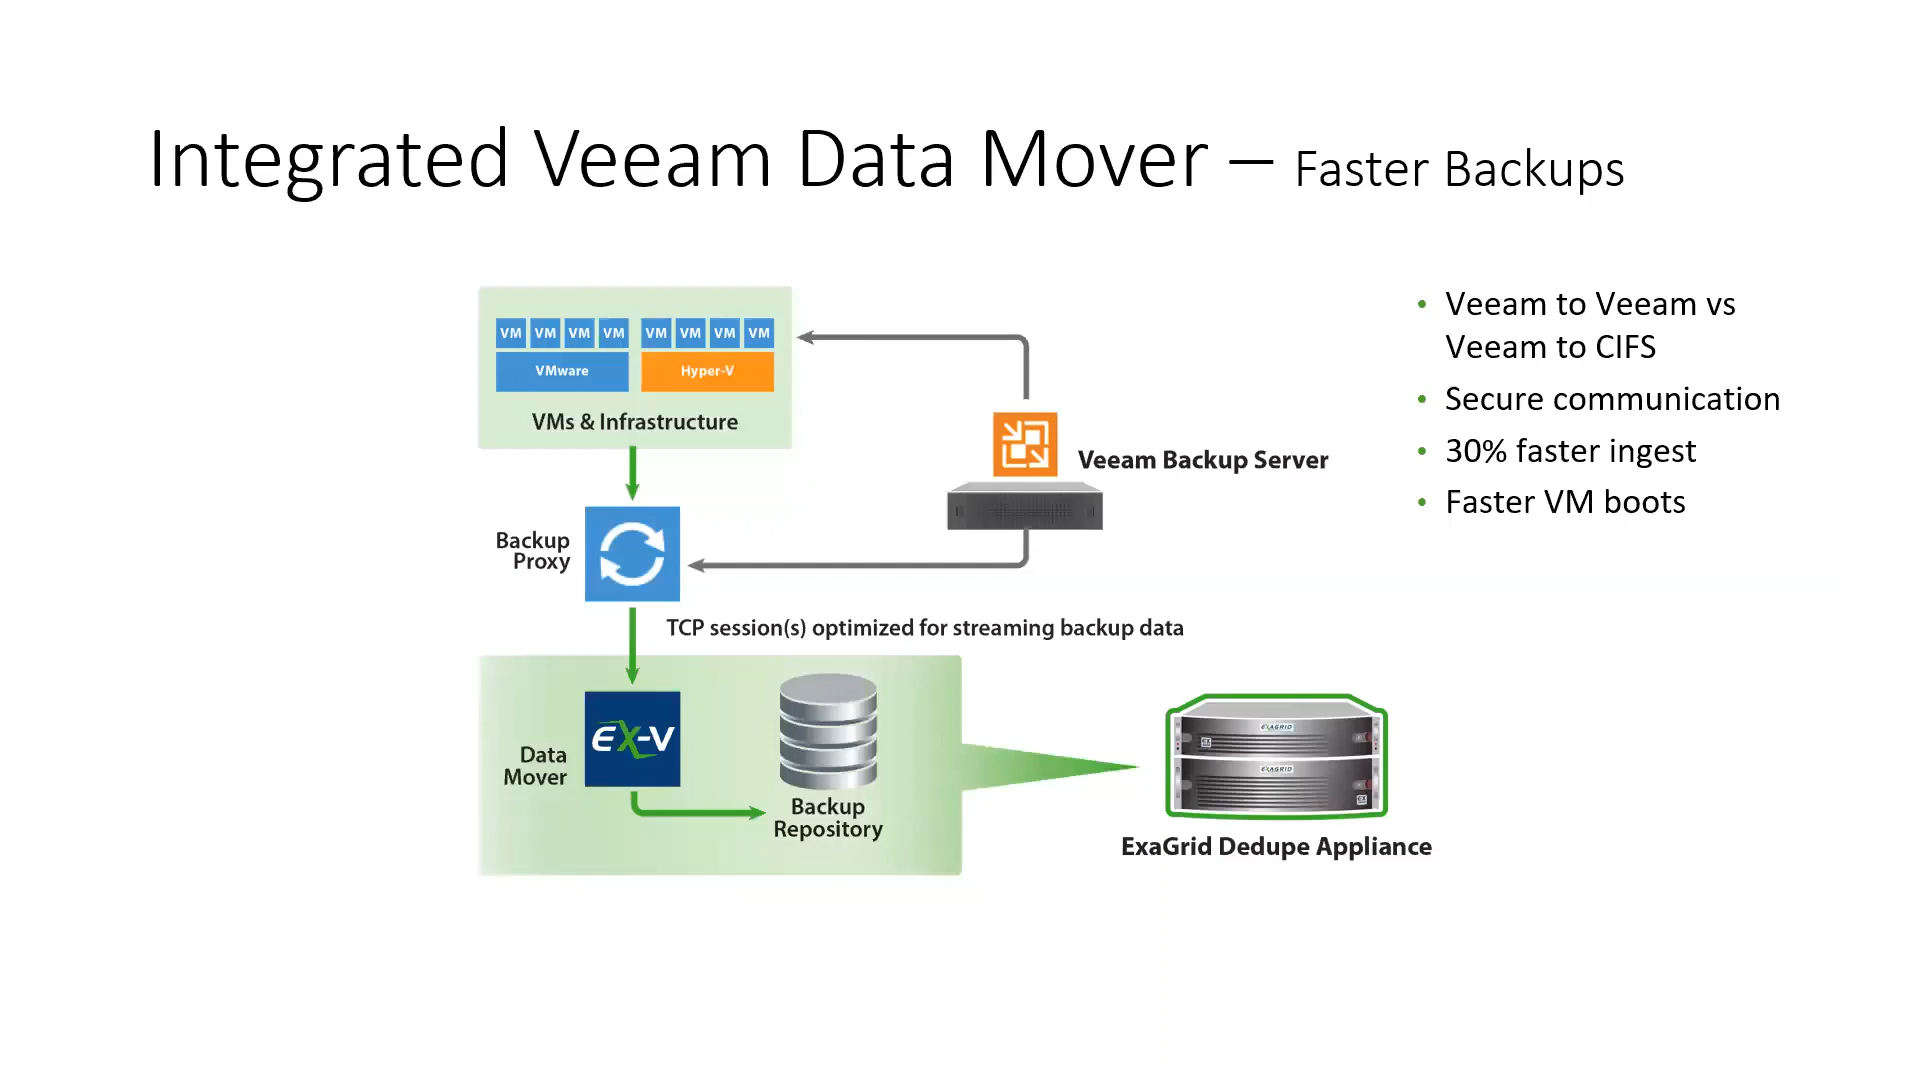 Integrated Veeam Data Mover – Faster Backups
VM VM VM VM VM VM VM VM
VMware Hyper-V
VMs & Infrastructure
Veeam Backup Server
Backup
Proxy
TCP session(s) optimized for streaming backup data
EX-V
Data
Mover
Backup
Repository
EXAGRID
EXAGRID
ExaGrid Dedupe Appliance
• Veeam to Veeam vs
Veeam to CIFS
• Secure communication
• 30% faster ingest
• Faster VM boots